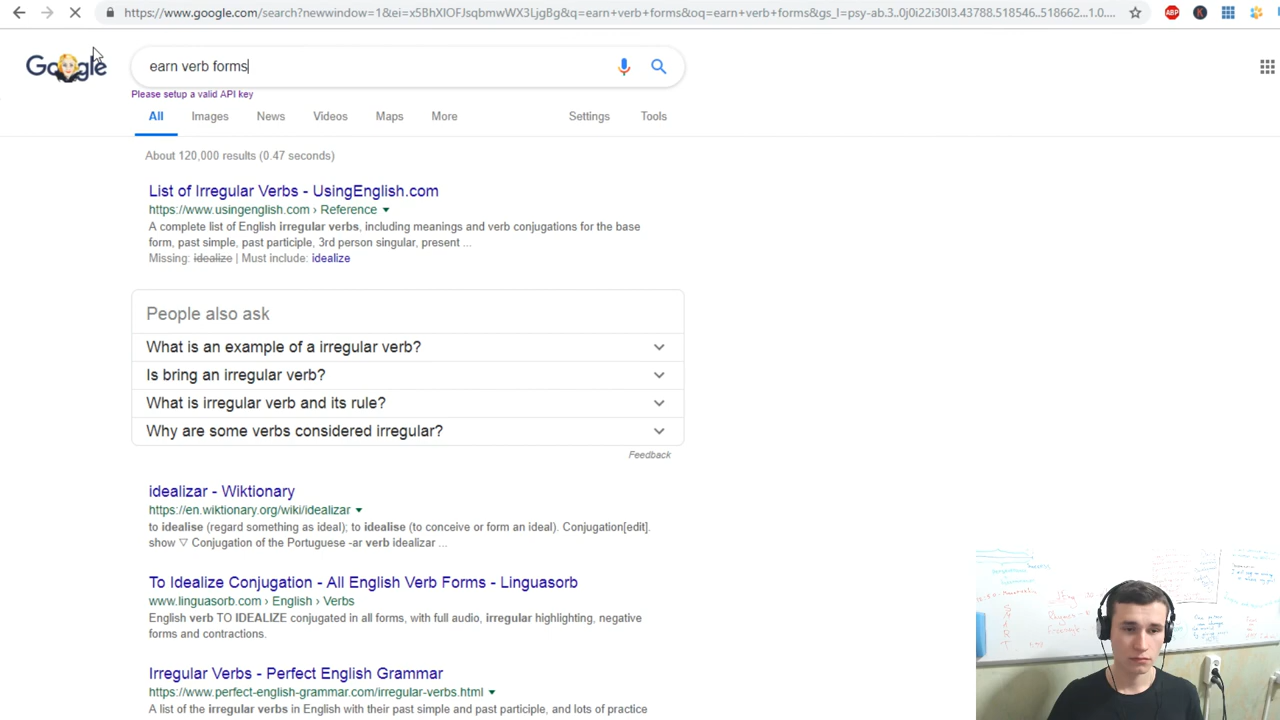 https://www.google.com/search?newwindow=1&ei=x5BhXIOFJsqbmwWX3LjgBg&q=earn+verb+forms&oq=earn+verb+forms&gs_l=psy-ab.3..0j0i22i30l3.43788.518546..518662...1.0....
Google
earn verb forms
Please setup a valid API key
All Images News Videos Maps More Settings Tools
About 120,000 results (0.47 seconds)
List of Irregular Verbs - UsingEnglish.com
https://www.usingenglish.com › Reference ▼
A complete list of English irregular verbs, including meanings and verb conjugations for the base
form, past simple, past participle, 3rd person singular, present ...
Missing: idealize | Must include: idealize
People also ask
What is an example of a irregular verb?
Is bring an irregular verb?
What is irregular verb and its rule?
Why are some verbs considered irregular?
Feedback
idealizar - Wiktionary
https://en.wiktionary.org/wiki/idealizar ▼
to idealise (regard something as ideal); to idealise (to conceive or form an ideal). Conjugation[edit].
show ▽ Conjugation of the Portuguese -ar verb idealizar ...
To Idealize Conjugation - All English Verb Forms - Linguasorb
www.linguasorb.com › English › Verbs
English verb TO IDEALIZE conjugated in all forms, with full audio, irregular highlighting, negative
forms and contractions.
Irregular Verbs - Perfect English Grammar
https://www.perfect-english-grammar.com/irregular-verbs.html ▼
A list of the irregular verbs in English with their past simple and past participle, and lots of practice